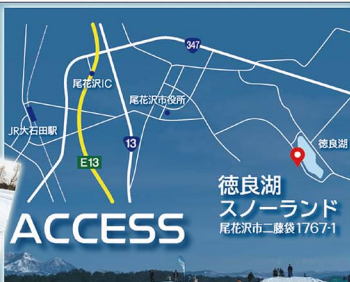 347
尾花沢IC
尾花沢市役所
JR大石田駅
13
徳良湖
E13
徳良湖
スノーランド
尾花沢市二藤袋1767-1
ACCESS